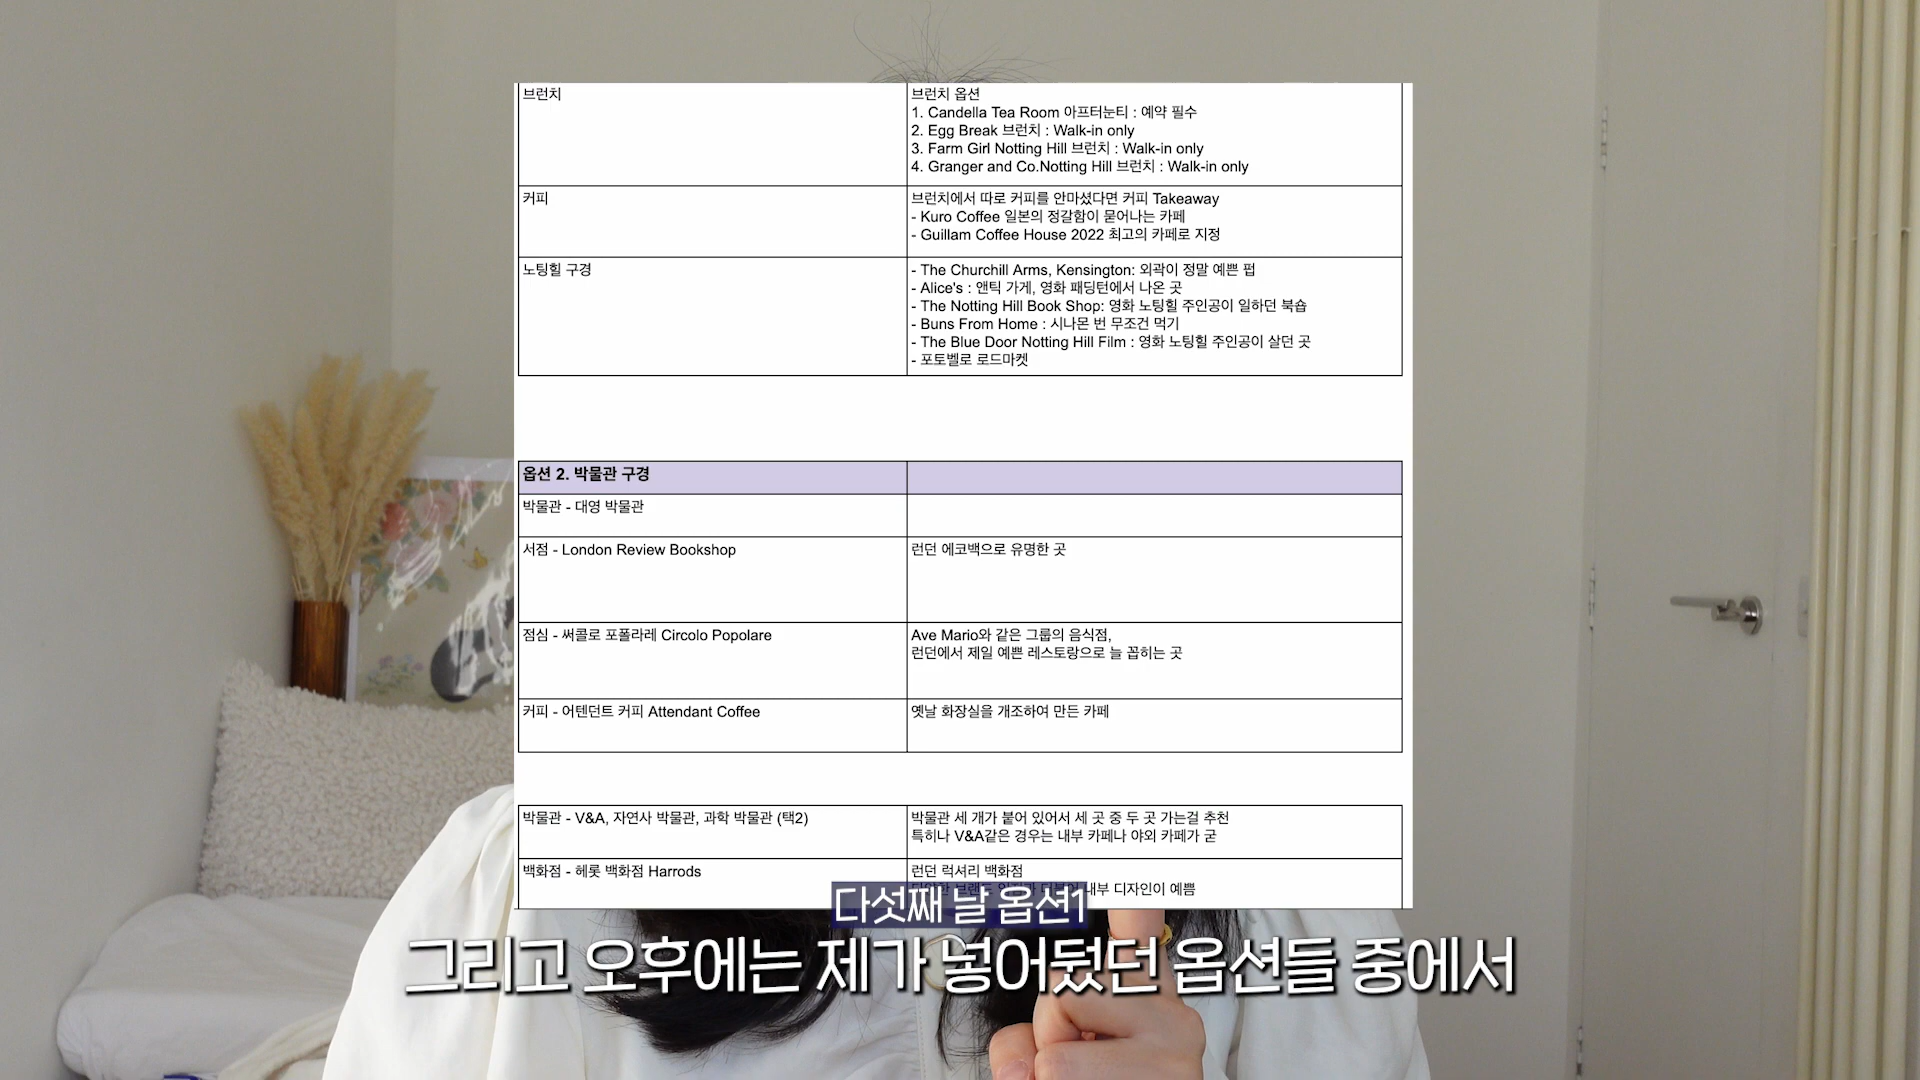 브런치
브런치 옵션
1. Candella Tea Room 아프터눈티 : 예약 필수
2. Egg Break 브런치 : Walk-in only
3. Farm Girl Notting Hill 브런치 : Walk-in only
4. Granger and Co.Notting Hill 브런치 : Walk-in only
커피
브런치에서 따로 커피를 안마셨다면 커피 Takeaway
- Kuro Coffee 일본의 정갈함이 묻어나는 카페
- Guillam Coffee House 2022 최고의 카페로 지정
노팅힐 구경
- The Churchill Arms, Kensington: 외곽이 정말 예쁜 펍
- Alice's : 앤틱 가게, 영화 패딩턴에서 나온 곳
- The Notting Hill Book Shop: 영화 노팅힐 주인공이 일하던 북숍
- Buns From Home : 시나몬 번 무조건 먹기
- The Blue Door Notting Hill Film : 영화 노팅힐 주인공이 살던 곳
- 포토벨로 로드마켓
옵션 2. 박물관 구경
박물관 - 대영 박물관
서점 - London Review Bookshop
런던 에코백으로 유명한 곳
점심 - 써콜로 포폴라레 Circolo Popolare
Ave Mario와 같은 그룹의 음식점,
런던에서 제일 예쁜 레스토랑으로 늘 꼽히는 곳
커피 - 어텐던트 커피 Attendant Coffee
옛날 화장실을 개조하여 만든 카페
박물관 - V&A, 자연사 박물관, 과학 박물관 (택2)
박물관 세 개가 붙어 있어서 세 곳 중 두 곳 가는걸 추천
특히나 V&A같은 경우는 내부 카페나 야외 카페가 굳
백화점 - 헤롯 백화점 Harrods
런던 럭셔리 백화점
내부 디자인이 예쁨
다섯째 날 옵션1
그리고 오후에는 제가 넣어뒀던 옵션들 중에서